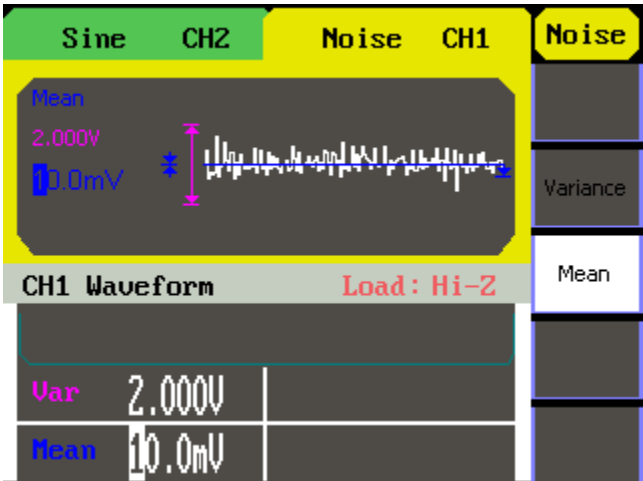 Sine CH2 Noise CH1 Noise
Mean
2.000V
10.0mV
Variance
Mean
CH1 Waveform Load: Hi-Z
Var 2.000V
Mean 10.0mV